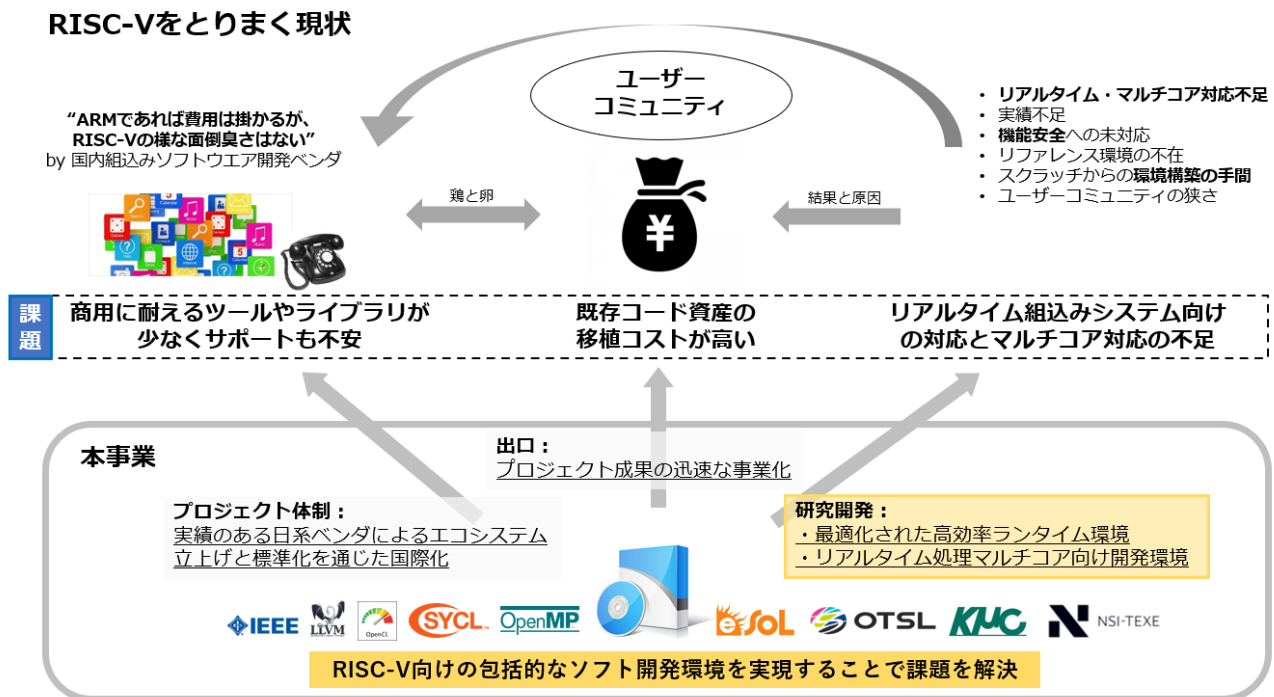 RISC-Vをとりまく現状
ユーザー
コミュニティ
“ARMであれば費用は掛かるが、
RISC-Vの様な面倒臭さはない”
by 国内組込みソフトウエア開発ベンダ
・リアルタイム・マルチコア対応不足
・実績不足
・機能安全への未対応
・リファレンス環境の不在
・スクラッチからの環境構築の手間
・ユーザーコミュニティの狭さ
鶏と卵
¥
結果と原因
課題
商用に耐えるツールやライブラリが
少なくサポートも不安
既存コード資産の
移植コストが高い
リアルタイム組込みシステム向け
の対応とマルチコア対応の不足
本事業
出口：
プロジェクト成果の迅速な事業化
プロジェクト体制：
実績のある日系ベンダによるエコシステム
立上げと標準化を通じた国際化
研究開発：
・最適化された高効率ランタイム環境
・リアルタイム処理マルチコア向け開発環境
IEEE
LLVM
OpenCL
SYCL
OpenMP
eSOL
OTSL
KMC
N NSI-TEXE
RISC-V向けの包括的なソフト開発環境を実現することで課題を解決